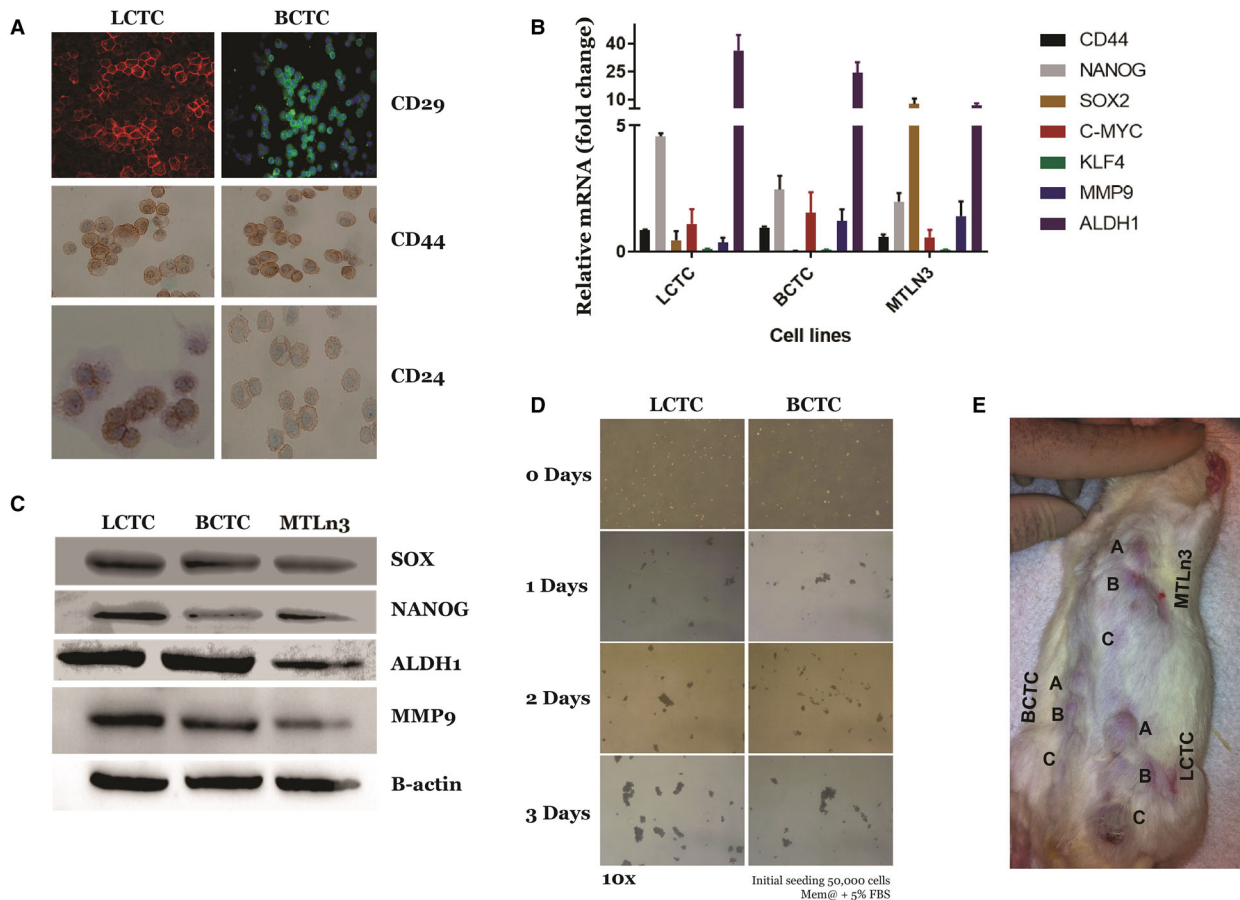 A
LCTC BCTC
CD29
CD44
CD24
B
Relative mRNA (fold change)
40
25
10
5
0
LCTC BCTC MTLN3
Cell lines
CD44
NANOG
SOX2
C-MYC
KLF4
MMP9
ALDH1
C
LCTC BCTC MTLn3
SOX
NANOG
ALDH1
MMP9
B-actin
D
LCTC BCTC
0 Days
1 Days
2 Days
3 Days
10x
Initial seeding 50,000 cells
Mem@ + 5% FBS
E
A
B
C
MTLn3
BCTC
A
B
C
A
B
C
LCTC